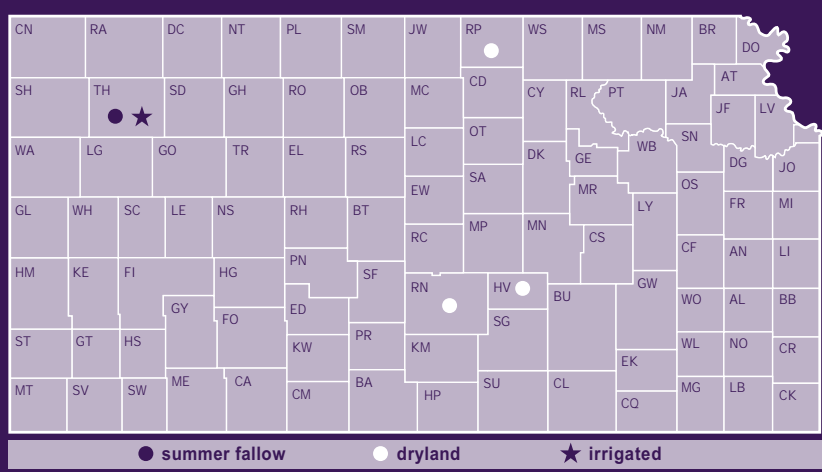 CN RA DC NT PL SM JW RP WS MS NM BR DO
SH TH SD GH RO OB MC CD CY RL PT JA AT
JF LV
WA LG GO TR EL RS LC OT DK GE WB SN DG JO
GL WH SC LE NS RH BT EW SA MR LY OS FR MI
RC MP MN CS CF AN LI
HM KE FI HG PN SF RN HV BU GW
GY FO ED SG WO AL BB
ST GT HS KW PR KM EK WL NO CR
MT SV SW ME CA CM BA HP SU CL CQ MG LB CK
summer fallow dryland irrigated